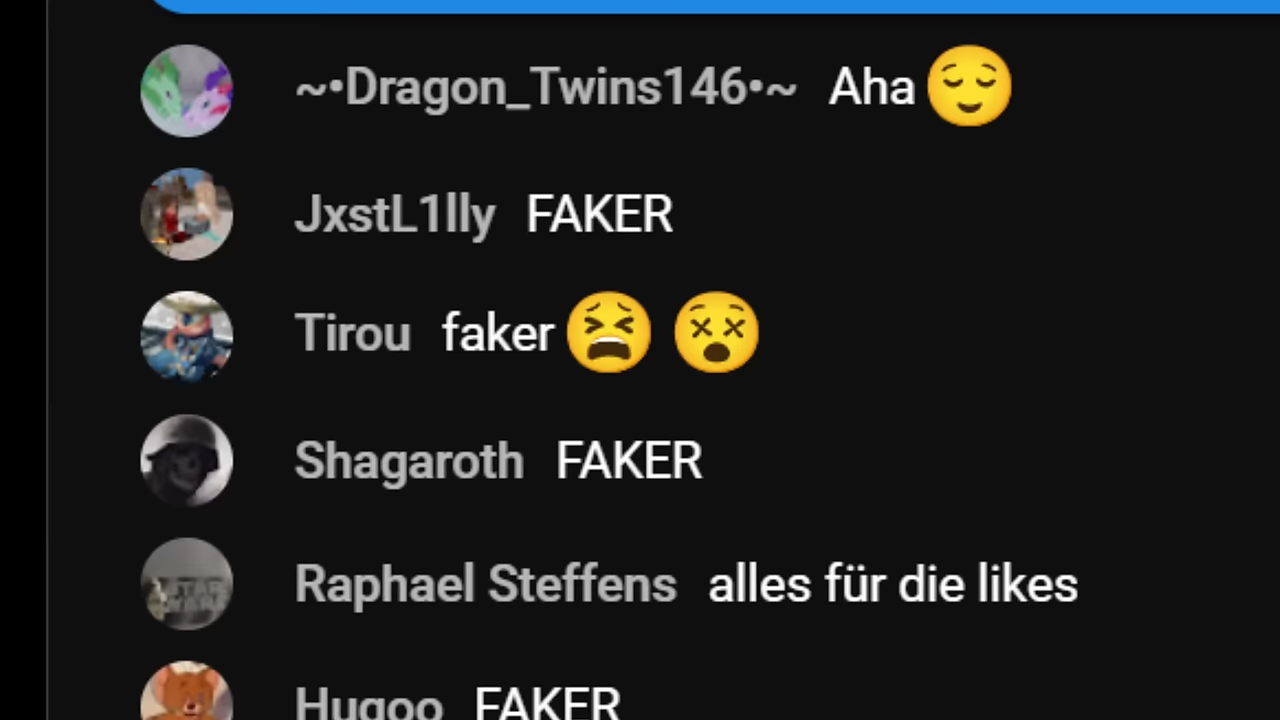 ~•Dragon_Twins146•~ Aha 😌
JxstL1lly FAKER
Tirou faker 😫 😵
Shagaroth FAKER
Raphael Steffens alles für die likes
Hugoo FAKER